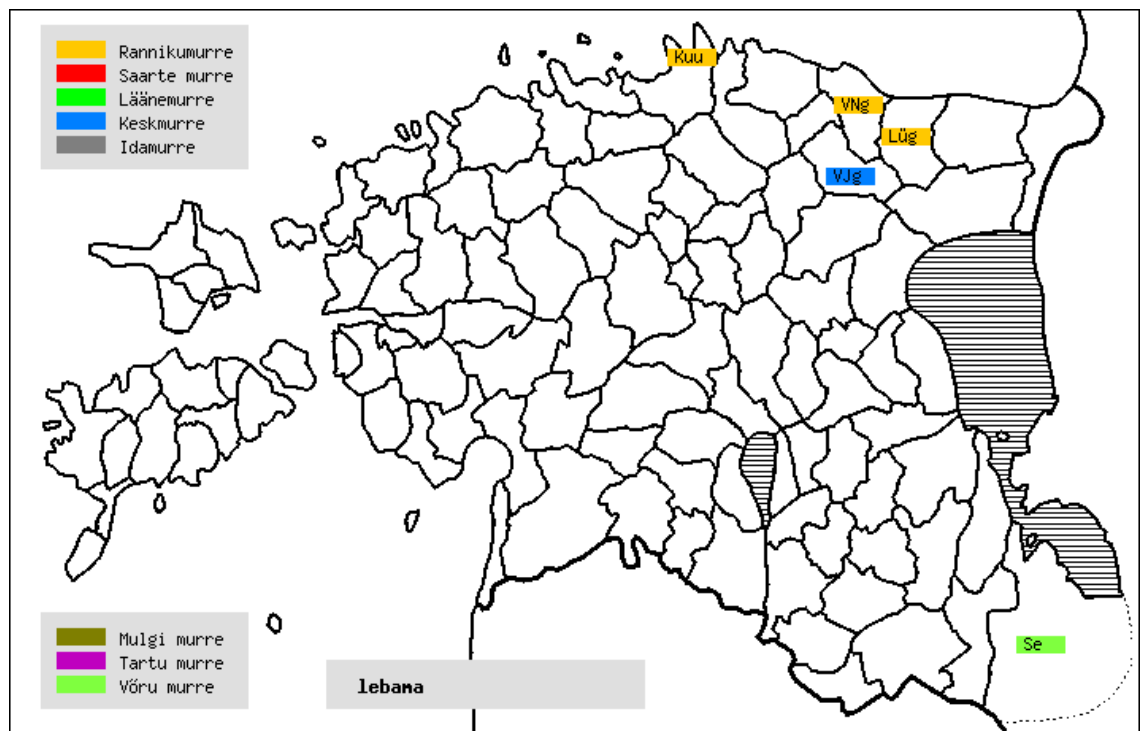 Rannikumurre
Saarte murre
Läänemurre
Keskmurre
Idamurre
Kuu
VNg
Lüg
VJg
Se
Mulgi murre
Tartu murre
Võru murre
lebama